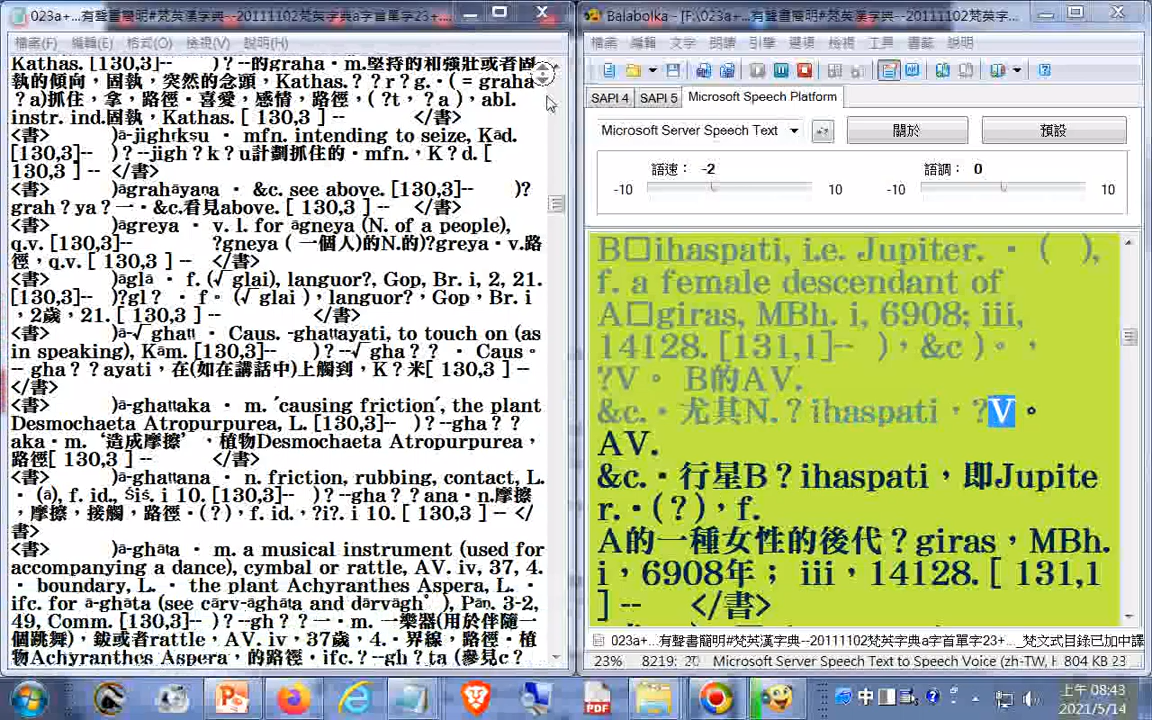 023a+...有聲書簡明#梵英漢字典--20111102梵英字典a字首單字23+...
檔案(F) 編輯(E) 格式(O) 檢視(V) 說明(H)
Kathas. [130,3]-- )? --的graha·m.堅持的和強壯或者固
執的傾向，固執，突然的念頭，Kathas.? ? r ? g.·( = graha
? a)抓住，拿，路徑·喜愛，感情，路徑，( ?t，? a )，abl.
instr. ind.固執，Kathas. [ 130,3 ] -- </書>
<書> )ā-jighṛkṣu · mfn. intending to seize, Kād.
[130,3]-- )? --jigh ? k ? u計劃抓住的·mfn.，K ? d. [
130,3 ] -- </書>
<書> )āgrahāyaṇa · &c. see above. [130,3]-- )?
grah ? ya ? 一·&c.看見above. [ 130,3 ] -- </書>
<書> )āgreya · v. l. for āgneya (N. of a people),
q.v. [130,3]-- ?gneya ( 一個人)的N.的)?greya·v.路
徑，q.v. [ 130,3 ] -- </書>
<書> )āglā · f. (√ glai), languor?, Gop, Br. i, 2, 21.
[130,3]-- )?gl ? · f。(√ glai )，languor?，Gop，Br. i
，2歲，21. [ 130,3 ] -- </書>
<書> )ā-√ ghaṭṭ · Caus. -ghaṭṭayati, to touch on (as
in speaking), Kām. [130,3]-- )? --√ gha ? ? · Caus。
-- gha ? ? ayati，在(如在講話中)上觸到，K ? 米[ 130,3 ] --
</書>
<書> )ā-ghaṭṭaka · m. 'causing friction', the plant
Desmochaeta Atropurpurea, L. [130,3]-- )? --gha ? ?
aka·m.‘造成摩擦’，植物Desmochaeta Atropurpurea，
路徑[ 130,3 ] -- </書>
<書> )ā-ghaṭṭana · n. friction, rubbing, contact, L.
· (ā), f. id., Śiś. i 10. [130,3]-- )? --gha ? ? ana·n.摩擦
，摩擦，接觸，路徑·( ? ), f. id.，?i?. i 10. [ 130,3 ] -- </
書>
<書> )ā-ghāṭa · m. a musical instrument (used for
accompanying a dance), cymbal or rattle, AV. iv, 37, 4.
· boundary, L. · the plant Achyranthes Aspera, L. ·
ifc. for ā-ghāta (see cārv-āghāta and dārvāgh°), Pāṇ. 3-2,
49, Comm. [130,3]-- )? --gh ? ? 一·m. 一樂器(用於伴隨一
個跳舞)，鈸或者rattle，AV. iv，37歲，4.·界線，路徑·植
物Achyranthes Aspera，的路徑·ifc. ? --gh ? ta (參見c ?
Balabolka - [F:\023a+...有聲書簡明#梵英漢字典--20111102梵英字...
檔案 編輯 文字 朗讀 引擎 選項 檢視 工具 書籤 說明
SAPI 4 SAPI 5 Microsoft Speech Platform
Microsoft Server Speech Text 關於 預設
語速： -2 語調： 0
-10 10 -10 10
B□ihaspati, i.e. Jupiter. · ( ),
f. a female descendant of
A□giras, MBh. i, 6908; iii,
14128. [131,1]-- )，&c )。，
?V。 B的AV.
&c.·尤其N. ? ihaspati，?V。
AV.
&c.·行星B ? ihaspati，即Jupite
r.·( ? )，f.
A的一種女性的後代 ? giras，MBh.
i，6908年； iii，14128. [ 131,1
] -- </書>
023a+...有聲書簡明#梵英漢字典--20111102梵英字典a字首單字23+..._梵文式目錄已加中譯
23% 8219: 20 Microsoft Server Speech Text to Speech Voice (zh-TW, H 804 KB 23
中
上午 08:43
2021/5/14